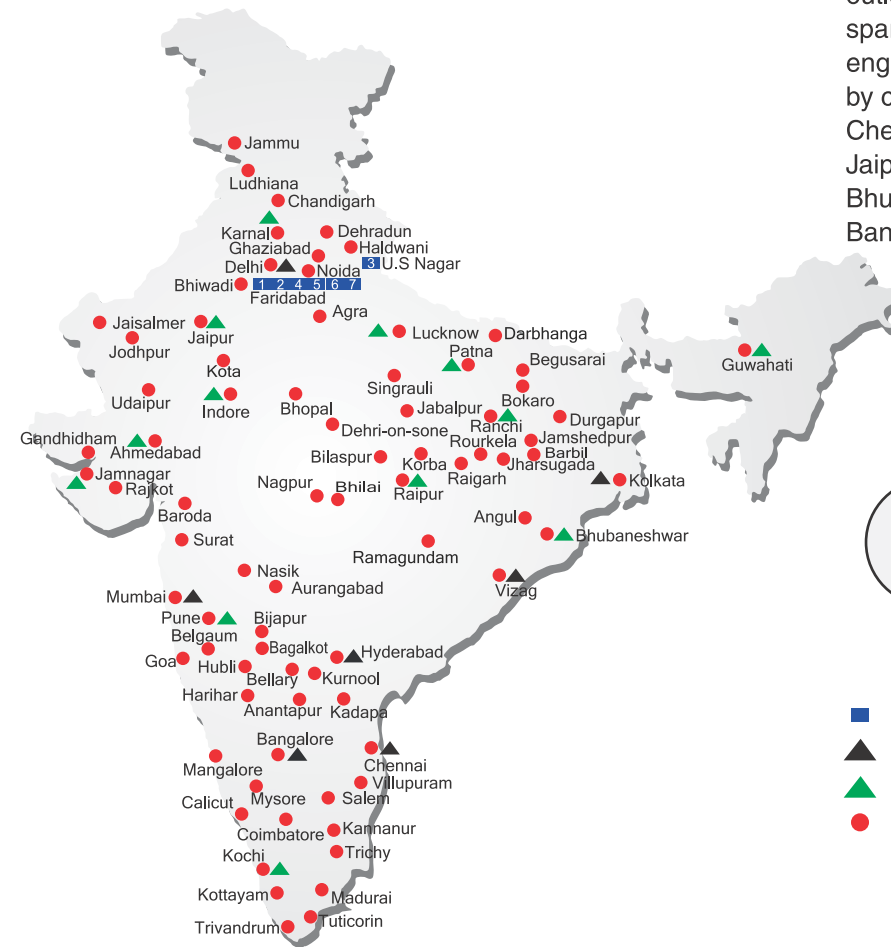 spar
eng
by c
Che
Jaip
Bhu
Ban
Jammu
Ludhiana
Chandigarh
Karnal
Dehradun
Ghaziabad
Haldwani
Delhi
Noida
3 U.S Nagar
Bhiwadi
1 2 4 5 6 7
Faridabad
Agra
Jaisalmer
Jaipur
Lucknow
Darbhanga
Jodhpur
Patna
Guwahati
Kota
Begusarai
Singrauli
Udaipur
Indore
Bhopal
Bokaro
Jabalpur
Ranchi
Durgapur
Dehri-on-sone
Gandhidham
Ahmedabad
Rourkela
Jamshedpur
Bilaspur
Korba
Barbil
Raigarh
Jharsugada
Jamnagar
Rajkot
Nagpur
Bhilai
Raipur
Kolkata
Baroda
Angul
Surat
Bhubaneshwar
Ramagundam
Nasik
Aurangabad
Vizag
Mumbai
Pune
Bijapur
Belgaum
Bagalkot
Hyderabad
Goa
Hubli
Bellary
Kurnool
Harihar
Anantapur
Kadapa
Bangalore
Chennai
Mangalore
Villupuram
Mysore
Salem
Calicut
Coimbatore
Kannanur
Kochi
Trichy
Kottayam
Madurai
Tuticorin
Trivandrum